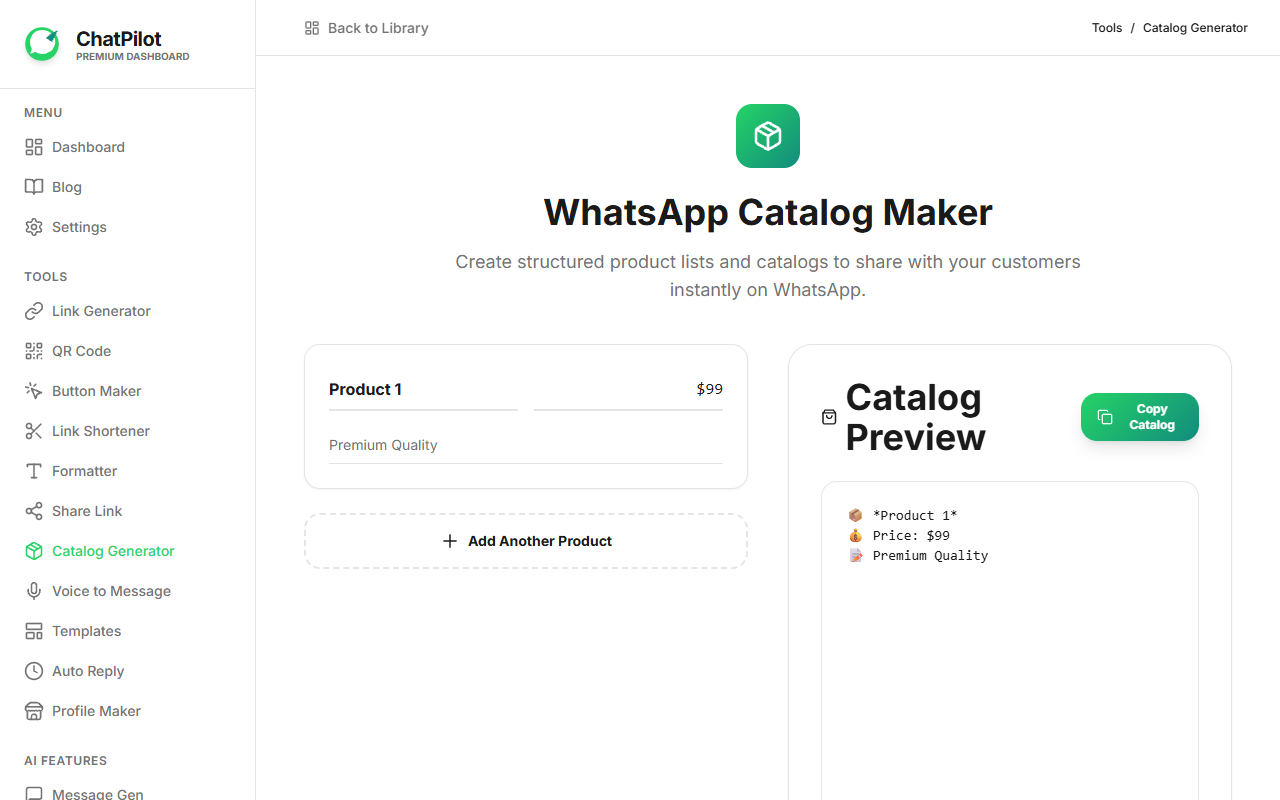 ChatPilot
PREMIUM DASHBOARD
MENU
Dashboard
Blog
Settings
TOOLS
Link Generator
QR Code
Button Maker
Link Shortener
Formatter
Share Link
Catalog Generator
Voice to Message
Templates
Auto Reply
Profile Maker
AI FEATURES
Message Gen
Back to Library
Tools / Catalog Generator
WhatsApp Catalog Maker
Create structured product lists and catalogs to share with your customers
instantly on WhatsApp.
Product 1
$99
Premium Quality
Add Another Product
Catalog
Preview
Copy
Catalog
📦 *Product 1*
💰 Price: $99
📝 Premium Quality